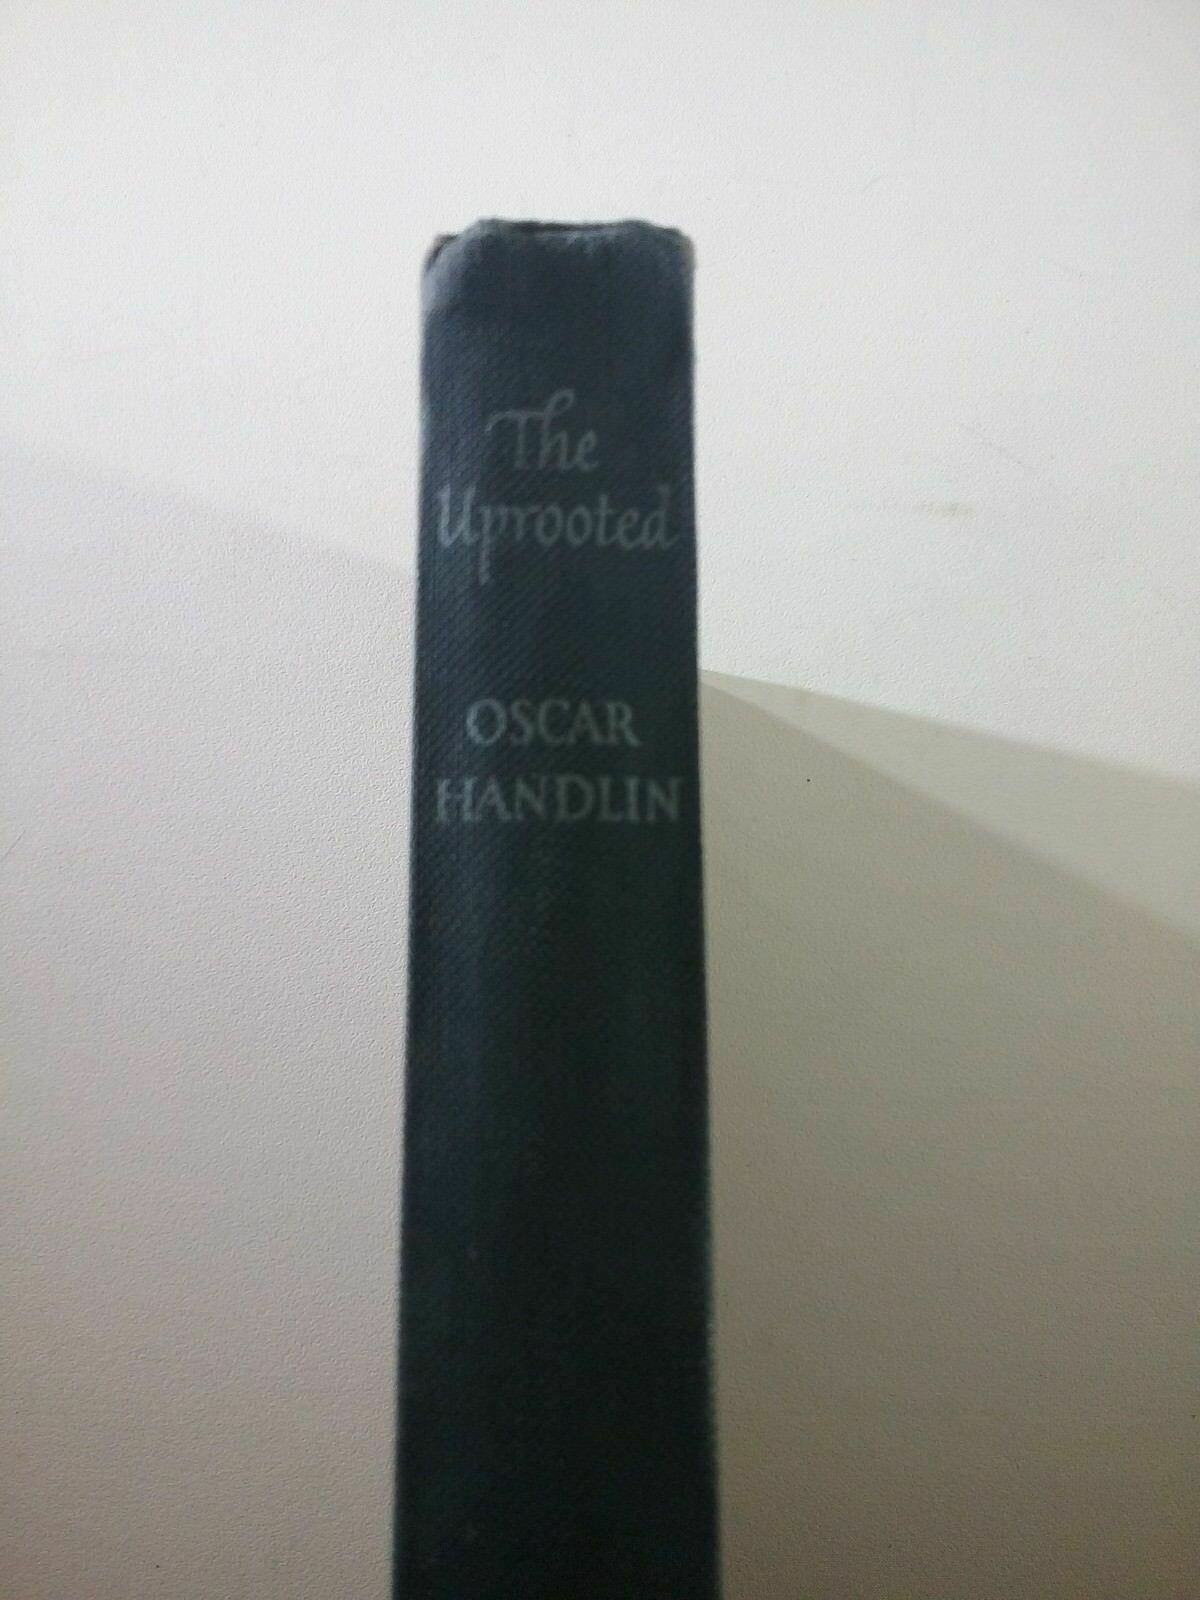 The
Uprooted
OSCAR
HANDLIN